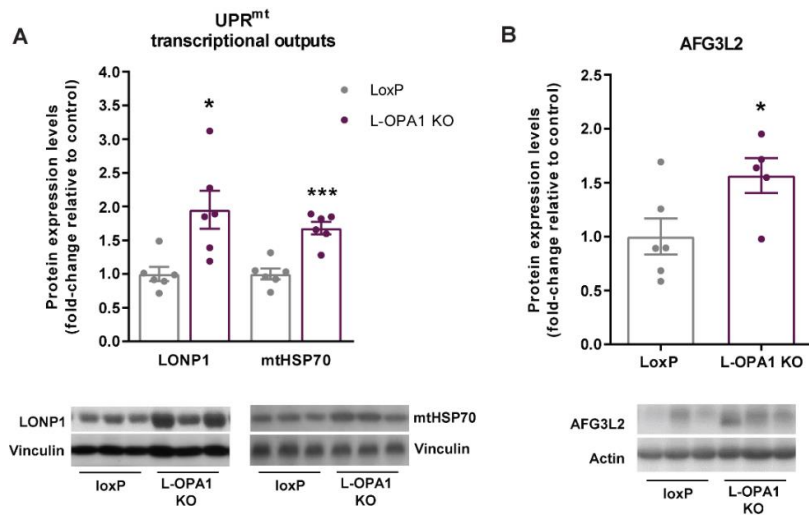 A
UPRmt
transcriptional outputs
Protein expression levels
(fold-change relative to control)
4.0
3.5
3.0
2.5
2.0
1.5
1.0
0.5
0.0
*
***
LoxP
L-OPA1 KO
LONP1
mtHSP70
LONP1
Vinculin
loxP
L-OPA1
KO
mtHSP70
Vinculin
loxP
L-OPA1
KO
B
AFG3L2
Protein expression levels
(fold-change relative to control)
2.5
2.0
1.5
1.0
0.5
0.0
*
LoxP
L-OPA1 KO
AFG3L2
Actin
loxP
L-OPA1
KO